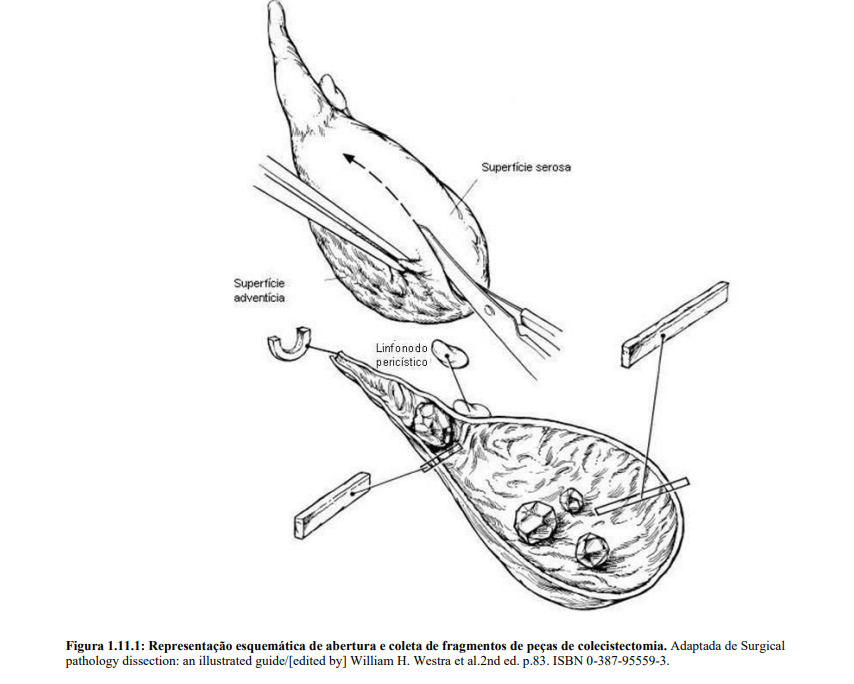 Superfície serosa
Superfície
adventícia
Linfonodo
pericístico
Figura 1.11.1: Representação esquemática de abertura e coleta de fragmentos de peças de colecistectomia. Adaptada de Surgical
pathology dissection: an illustrated guide/[edited by] William H. Westra et al.2nd ed. p.83. ISBN 0-387-95559-3.